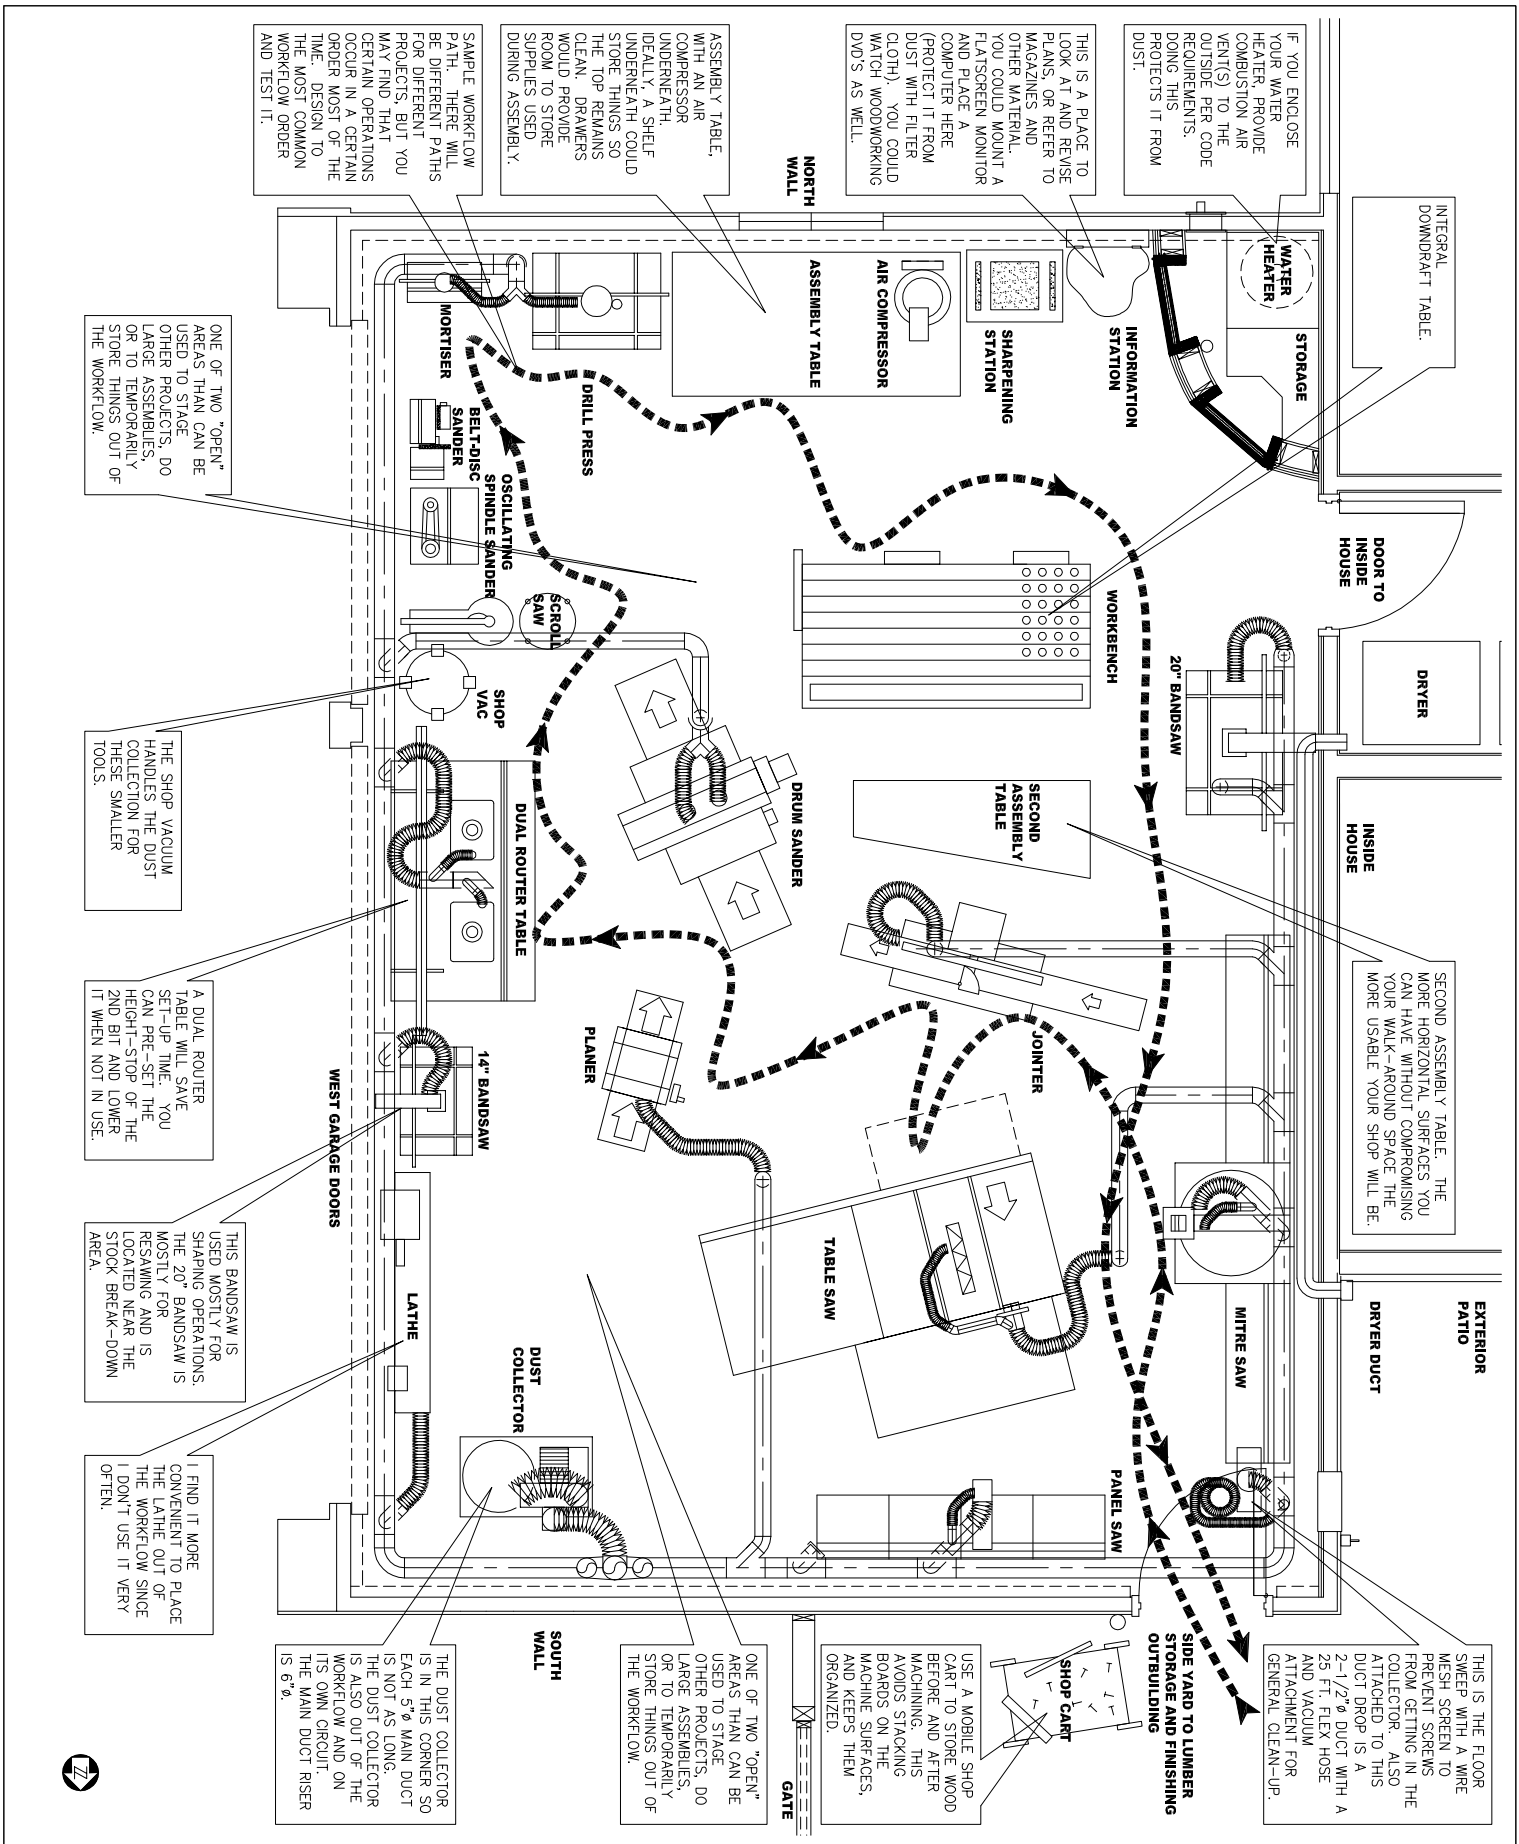 IF YOU ENCLOSE
YOUR WATER
HEATER, PROVIDE
COMBUSTION AIR
VENT(S) TO THE
OUTSIDE PER CODE
REQUIREMENTS.
DOING THIS
PROTECTS IT FROM
DUST.
INTEGRAL
DOWNDRAFT TABLE.
SECOND ASSEMBLY TABLE. THE
MORE HORIZONTAL SURFACES YOU
CAN HAVE WITHOUT COMPROMISING
YOUR WALK-AROUND SPACE THE
MORE USABLE YOUR SHOP WILL BE.
THIS IS THE FLOOR
SWEEP WITH A WIRE
MESH SCREEN TO
PREVENT SCREWS
FROM GETTING IN THE
COLLECTOR. ALSO
ATTACHED TO THIS
DUCT DROP IS A
2-1/2"Ø DUCT WITH A
25 FT. FLEX HOSE
AND VACUUM
ATTACHMENT FOR
GENERAL CLEAN-UP.
EXTERIOR
PATIO
DRYER
DOOR TO
INSIDE
HOUSE
INSIDE
HOUSE
DRYER DUCT
WATER
HEATER
STORAGE
20" BANDSAW
MITRE SAW
SIDE YARD TO LUMBER
STORAGE AND FINISHING
OUTBUILDING
THIS IS A PLACE TO
LOOK AT AND REVISE
PLANS, OR REFER TO
MAGAZINES AND
OTHER MATERIAL.
YOU COULD MOUNT A
FLATSCREEN MONITOR
AND PLACE A
COMPUTER HERE
(PROTECT IT FROM
DUST WITH FILTER
CLOTH). YOU COULD
WATCH WOODWORKING
DVD'S AS WELL.
INFORMATION
STATION
WORKBENCH
PANEL SAW
SHOP CART
SHARPENING
STATION
SECOND
ASSEMBLY
TABLE
JOINTER
USE A MOBILE SHOP
CART TO STORE WOOD
BEFORE AND AFTER
MACHINING. THIS
AVOIDS STACKING
BOARDS ON THE
MACHINE SURFACES,
AND KEEPS THEM
ORGANIZED.
NORTH
WALL
AIR COMPRESSOR
ASSEMBLY TABLE
DRUM SANDER
TABLE SAW
GATE
ASSEMBLY TABLE,
WITH AN AIR
COMPRESSOR
UNDERNEATH.
IDEALLY, A SHELF
UNDERNEATH COULD
STORE THINGS SO
THE TOP REMAINS
CLEAN. DRAWERS
WOULD PROVIDE
ROOM TO STORE
SUPPLIES USED
DURING ASSEMBLY.
ONE OF TWO "OPEN"
AREAS THAN CAN BE
USED TO STAGE
OTHER PROJECTS, DO
LARGE ASSEMBLIES,
OR TO TEMPORARILY
STORE THINGS OUT OF
THE WORKFLOW.
DRILL PRESS
PLANER
SCROLL
SAW
DUAL ROUTER TABLE
DUST
COLLECTOR
SOUTH
WALL
OSCILLATING
SPINDLE SANDER
SHOP
VAC
14" BANDSAW
MORTISER
BELT-DISC
SANDER
LATHE
SAMPLE WORKFLOW
PATH. THERE WILL
BE DIFFERENT PATHS
FOR DIFFERENT
PROJECTS, BUT YOU
MAY FIND THAT
CERTAIN OPERATIONS
OCCUR IN A CERTAIN
ORDER MOST OF THE
TIME. DESIGN TO
THE MOST COMMON
WORKFLOW ORDER
AND TEST IT.
WEST GARAGE DOORS
THE DUST COLLECTOR
IS IN THIS CORNER SO
EACH 5"Ø MAIN DUCT
IS NOT AS LONG.
THE DUST COLLECTOR
IS ALSO OUT OF THE
WORKFLOW AND ON
ITS OWN CIRCUIT.
THE MAIN DUCT RISER
IS 6"Ø.
ONE OF TWO "OPEN"
AREAS THAN CAN BE
USED TO STAGE
OTHER PROJECTS, DO
LARGE ASSEMBLIES,
OR TO TEMPORARILY
STORE THINGS OUT OF
THE WORKFLOW.
THE SHOP VACUUM
HANDLES THE DUST
COLLECTION FOR
THESE SMALLER
TOOLS.
A DUAL ROUTER
TABLE WILL SAVE
SET-UP TIME. YOU
CAN PRE-SET THE
HEIGHT-STOP OF THE
2ND BIT AND LOWER
IT WHEN NOT IN USE.
THIS BANDSAW IS
USED MOSTLY FOR
SHAPING OPERATIONS.
THE 20" BANDSAW IS
MOSTLY FOR
RESAWING AND IS
LOCATED NEAR THE
STOCK BREAK-DOWN
AREA.
I FIND IT MORE
CONVENIENT TO PLACE
THE LATHE OUT OF
THE WORKFLOW SINCE
I DON'T USE IT VERY
OFTEN.
N